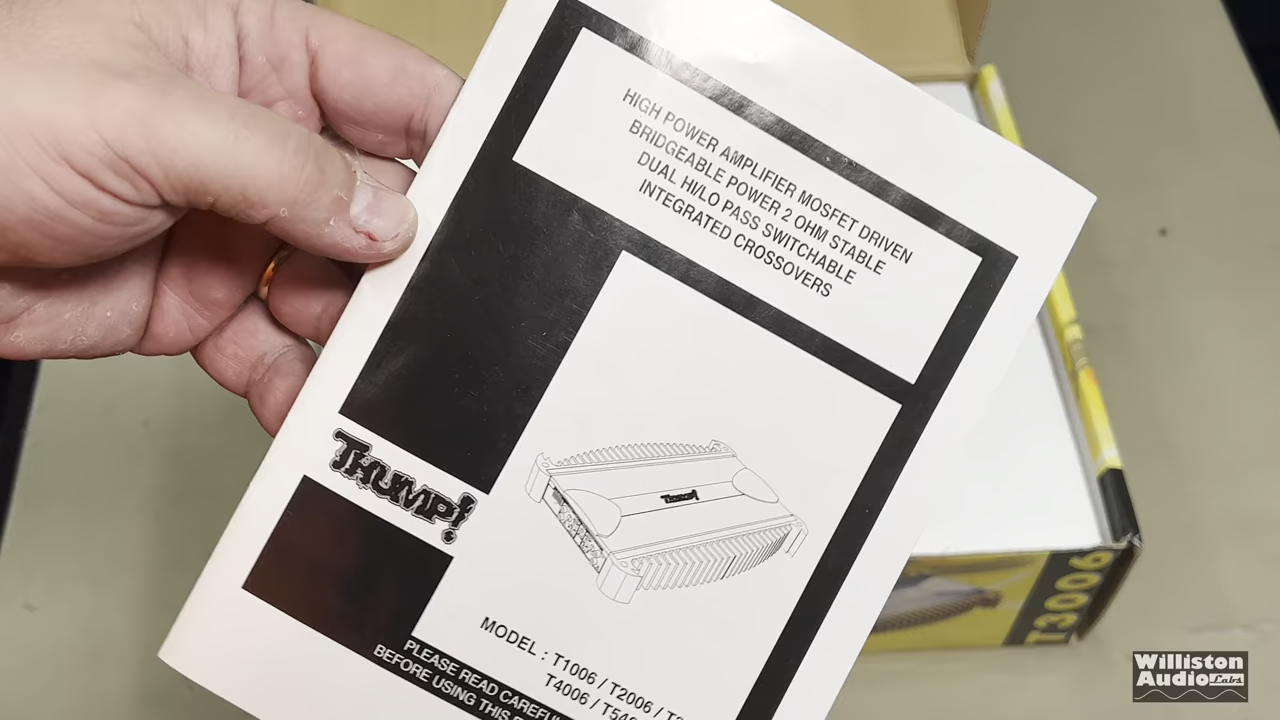 HIGH POWER AMPLIFIER MOSFET DRIVEN
BRIDGEABLE POWER 2 OHM STABLE
DUAL HI/LO PASS SWITCHABLE
INTEGRATED CROSSOVERS
THUMP!
THUMP!
MODEL : T1006 / T2006 /
T4006 /
PLEASE READ
BEFORE USING THIS
T3006
Williston
Audio Labs